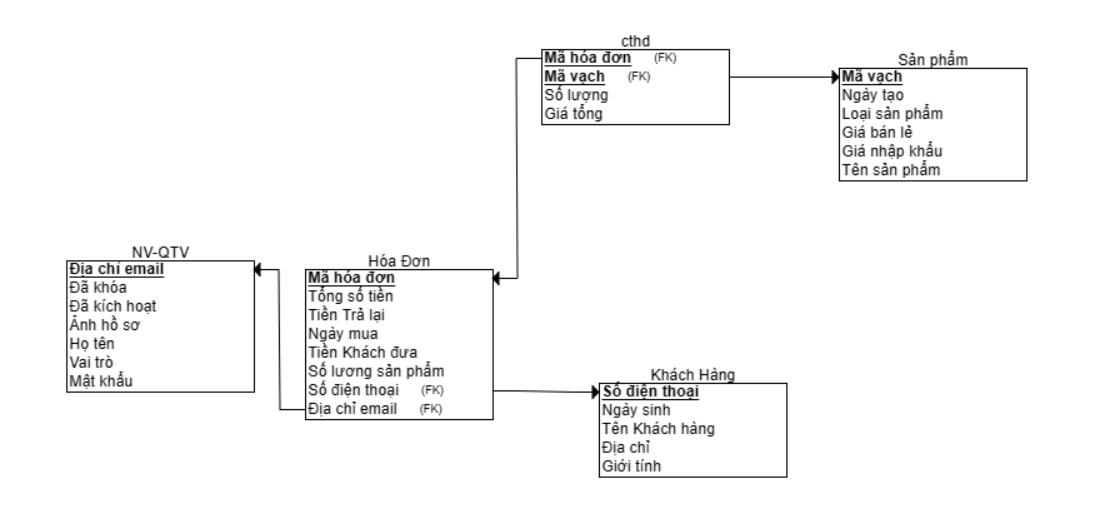 cthd
Mã hóa đơn (FK)
Mã vạch (FK)
Số lượng
Giá tổng
Sản phẩm
Mã vạch
Ngày tạo
Loại sản phẩm
Giá bán lẻ
Giá nhập khẩu
Tên sản phẩm
NV-QTV
Địa chỉ email
Đã khóa
Đã kích hoạt
Ảnh hồ sơ
Họ tên
Vai trò
Mật khẩu
Hóa Đơn
Mã hóa đơn
Tổng số tiền
Tiền Trả lại
Ngày mua
Tiền Khách đưa
Số lương sản phẩm
Số điện thoại (FK)
Địa chỉ email (FK)
Khách Hàng
Số điện thoại
Ngày sinh
Tên Khách hàng
Địa chỉ
Giới tính